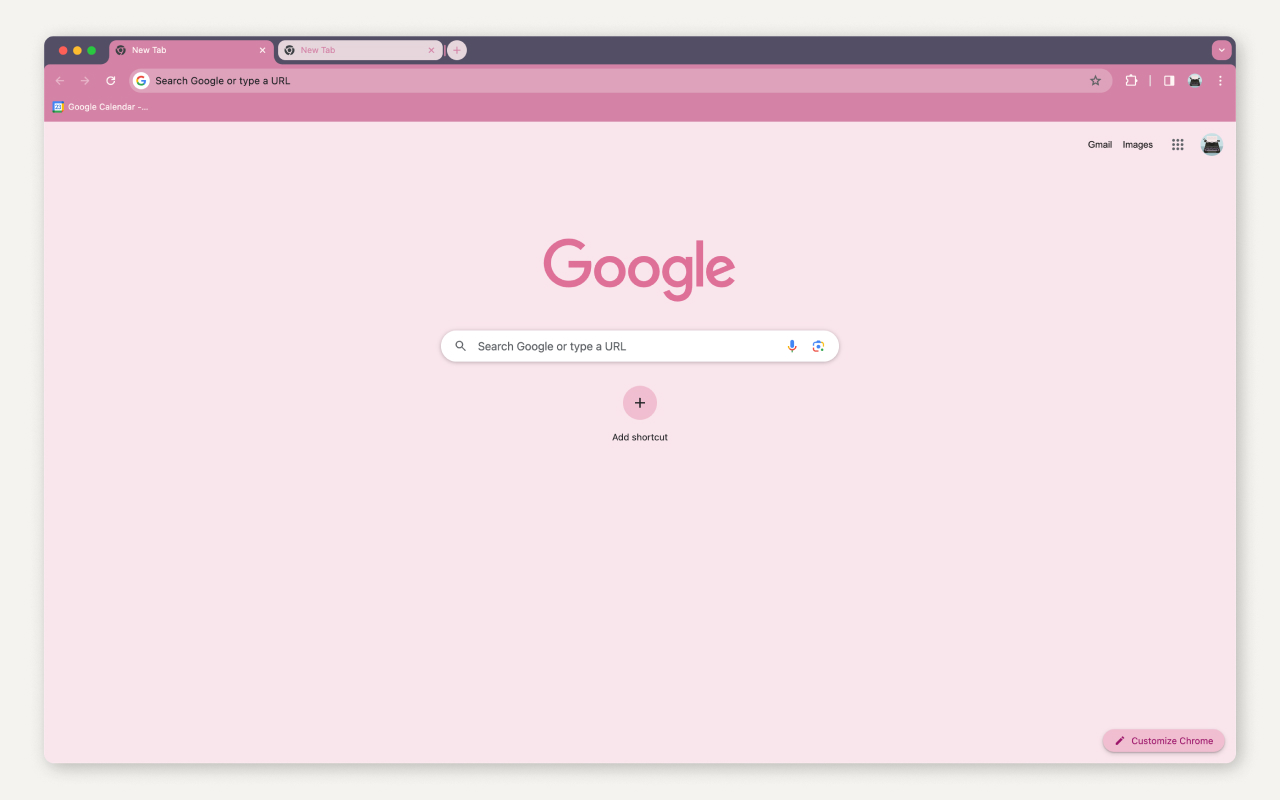 New Tab
New Tab
Search Google or type a URL
Google Calendar -...
Gmail
Images
Google
Search Google or type a URL
Add shortcut
Customize Chrome